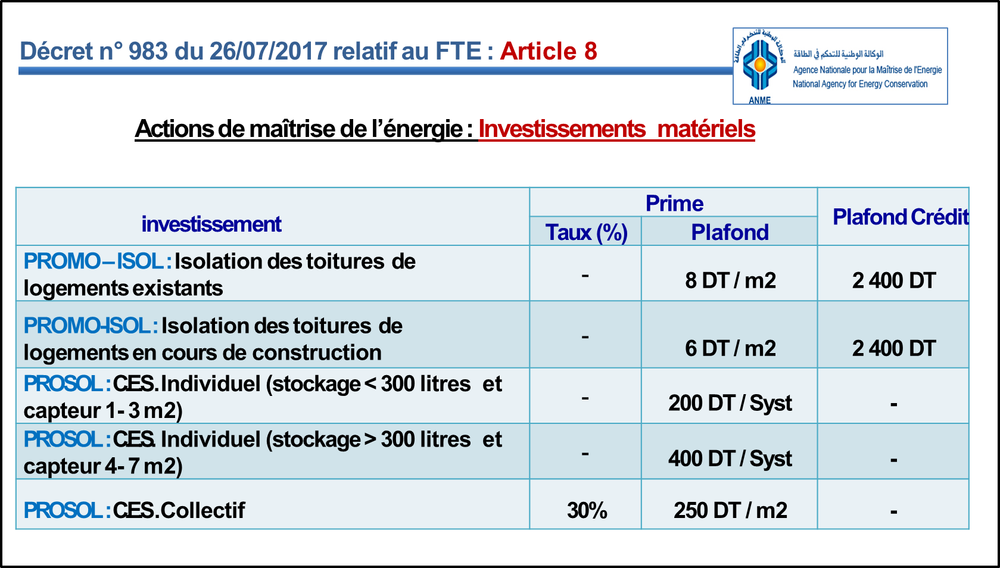 Décret n° 983 du 26/07/2017 relatif au FTE : Article 8
الوكالة الوطنية للتحكم في الطاقة
الوكالة الوطنية للتحكم في الطاقة
Agence Nationale pour la Maîtrise de l'Energie
National Agency for Energy Conservation
ANME
Actions de maîtrise de l’énergie : Investissements matériels
investissement
Prime
Plafond Crédit
Taux (%)
Plafond
PROMO – ISOL : Isolation des toitures de
logements existants
-
8 DT / m2
2 400 DT
PROMO-ISOL : Isolation des toitures de
logements en cours de construction
-
6 DT / m2
2 400 DT
PROSOL : C.E.S. Individuel (stockage < 300 litres et
capteur 1- 3 m2)
-
200 DT / Syst
-
PROSOL : C.E.S. Individuel (stockage > 300 litres et
capteur 4- 7 m2)
-
400 DT / Syst
-
PROSOL : C.E.S. Collectif
30%
250 DT / m2
-